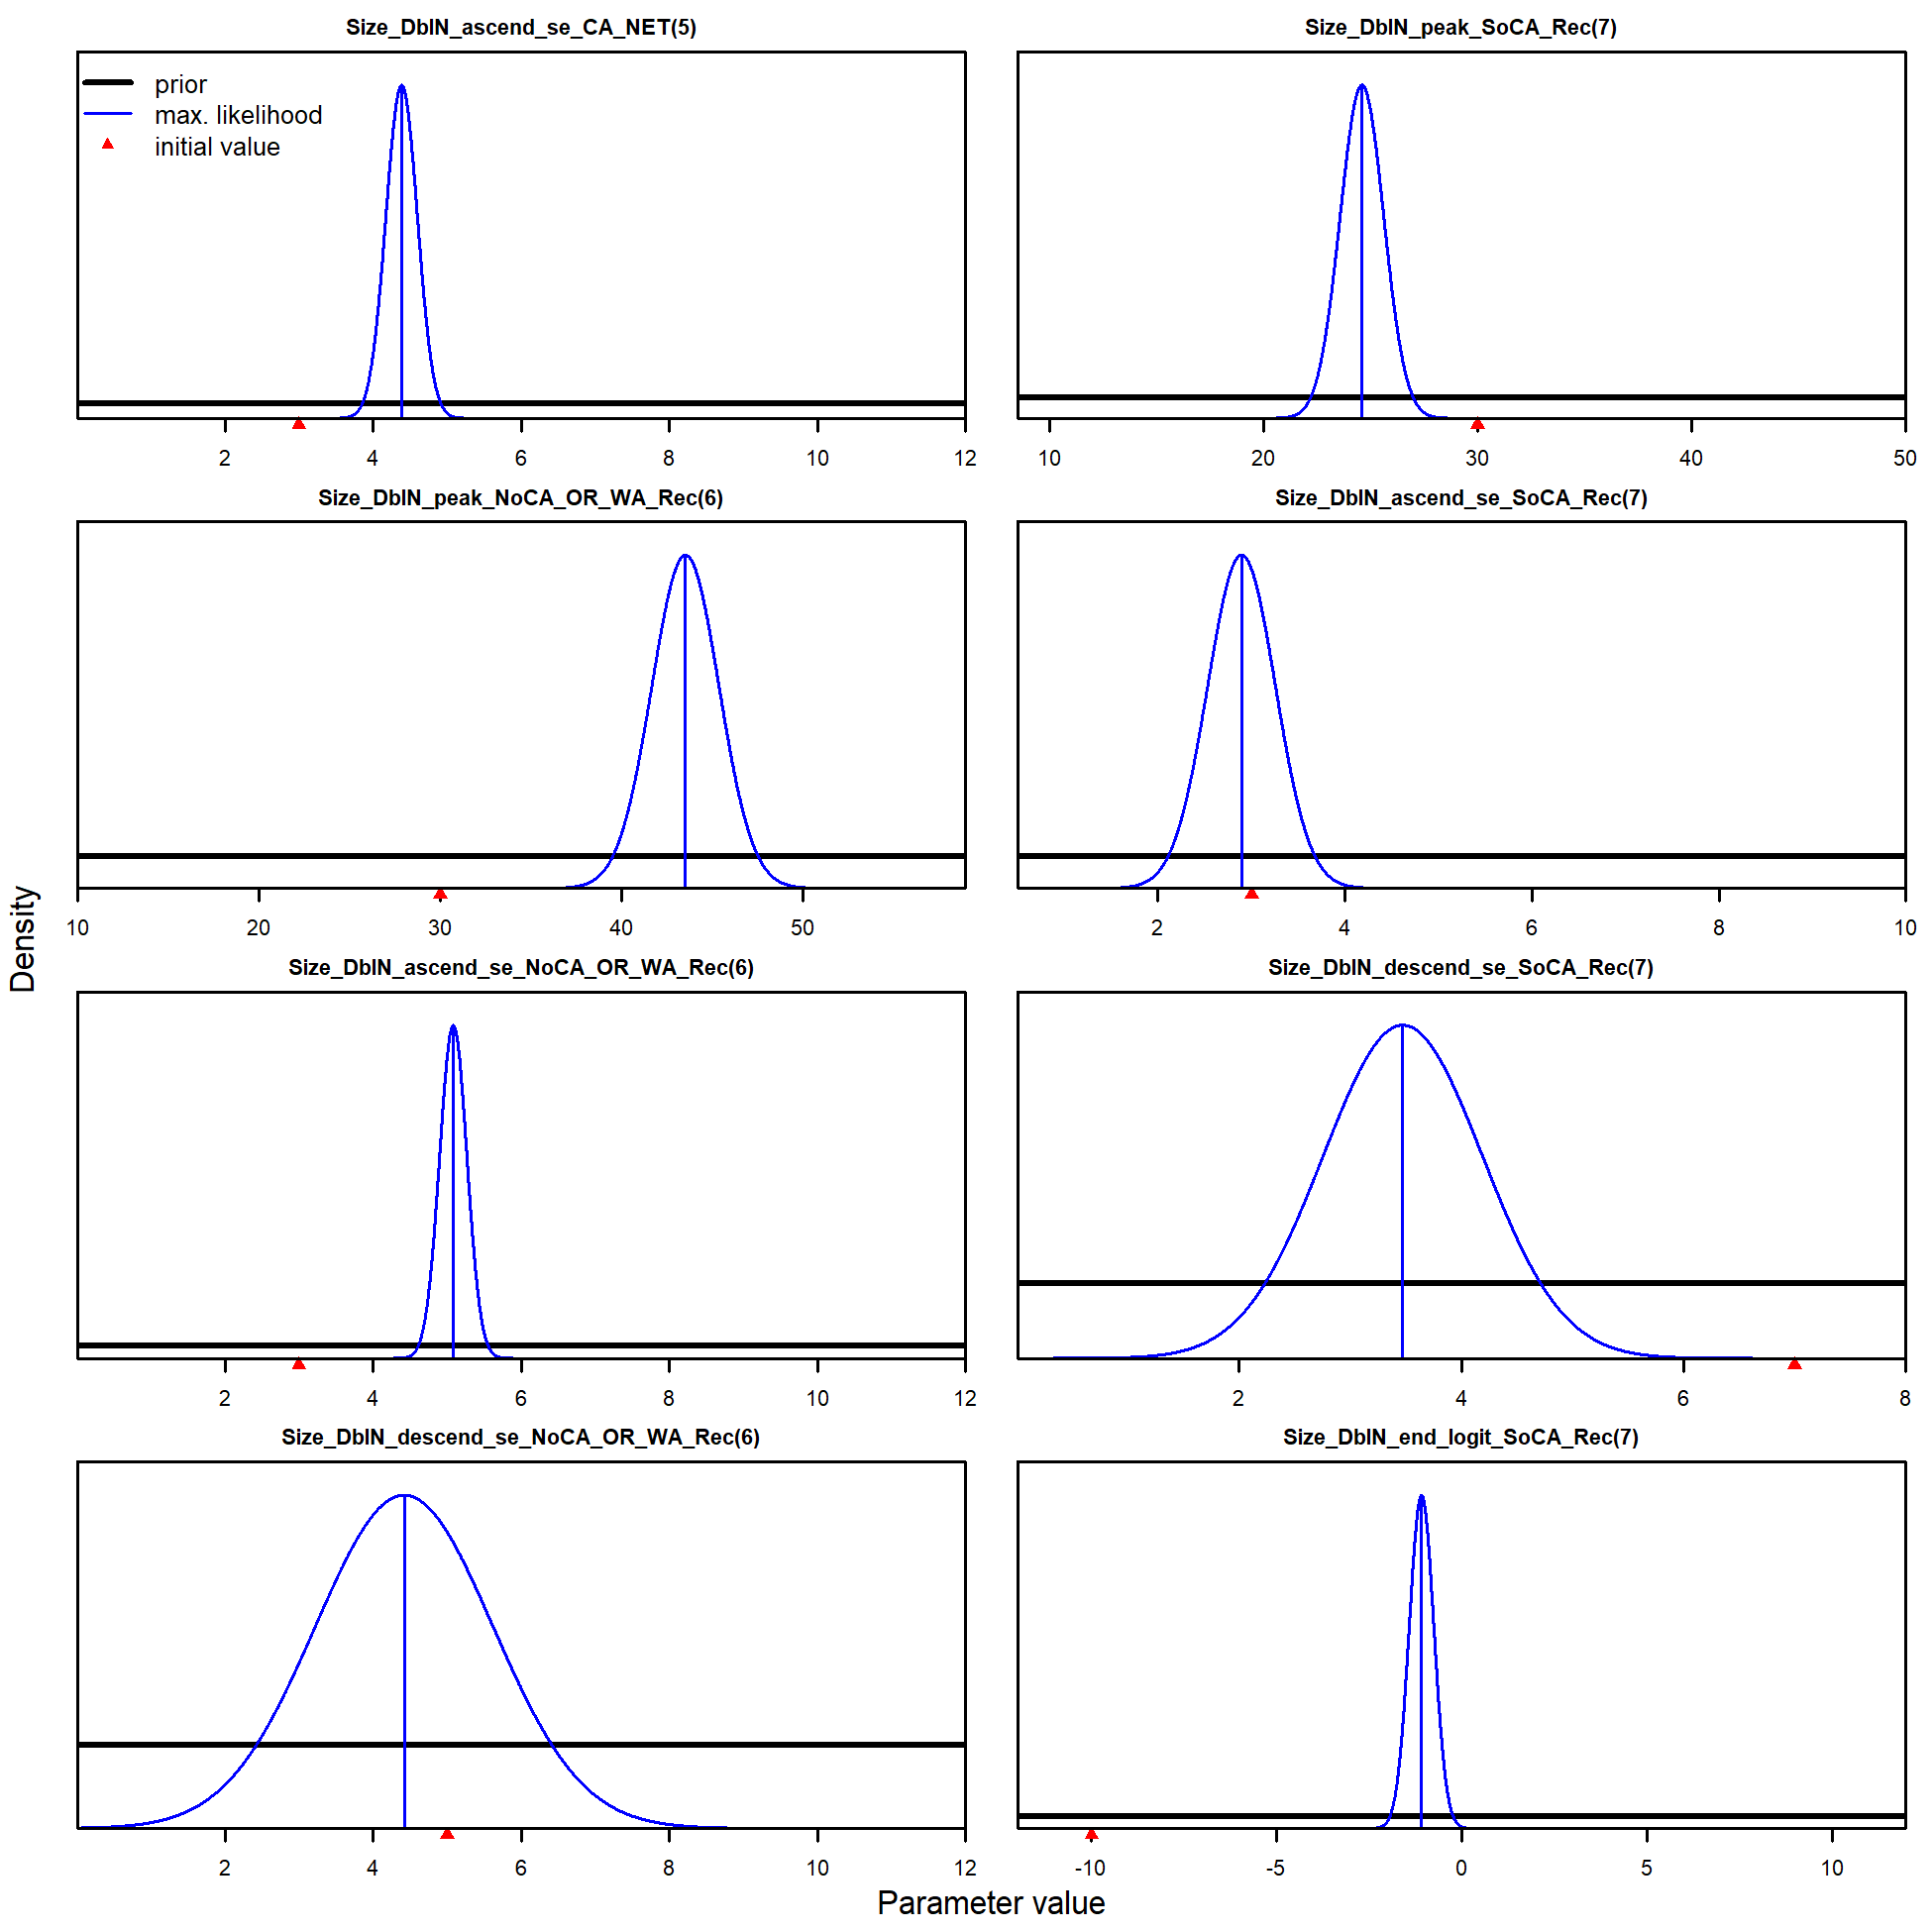 Size_DblN_ascend_se_CA_NET(5)
prior
max. likelihood
initial value
2 4 6 8 10 12
Size_DblN_peak_SoCA_Rec(7)
10 20 30 40 50
Size_DblN_peak_NoCA_OR_WA_Rec(6)
10 20 30 40 50
Size_DblN_ascend_se_SoCA_Rec(7)
2 4 6 8 10
Size_DblN_ascend_se_NoCA_OR_WA_Rec(6)
2 4 6 8 10 12
Size_DblN_descend_se_SoCA_Rec(7)
2 4 6 8
Size_DblN_descend_se_NoCA_OR_WA_Rec(6)
2 4 6 8 10 12
Size_DblN_end_logit_SoCA_Rec(7)
-10 -5 0 5 10
Density
Parameter value